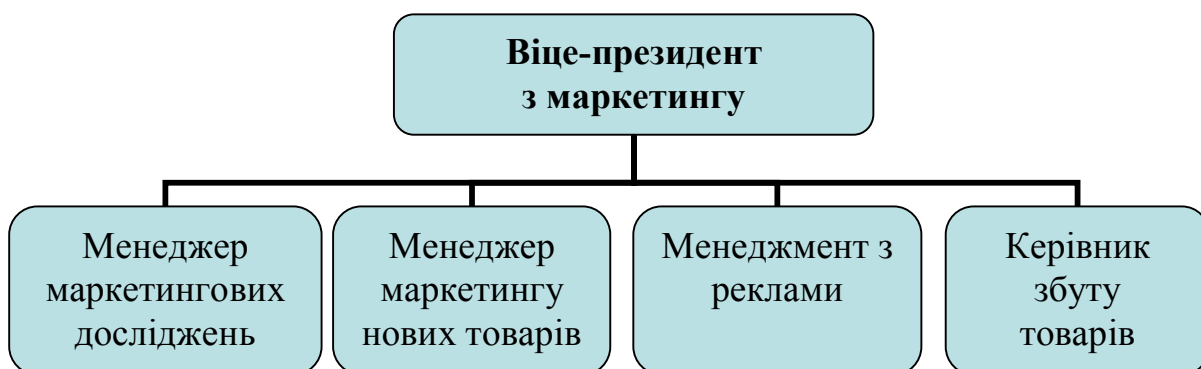 Віце-президент
з маркетингу
Менеджер
маркетингових
досліджень
Менеджер
маркетингу
нових товарів
Менеджмент з
реклами
Керівник
збуту
товарів